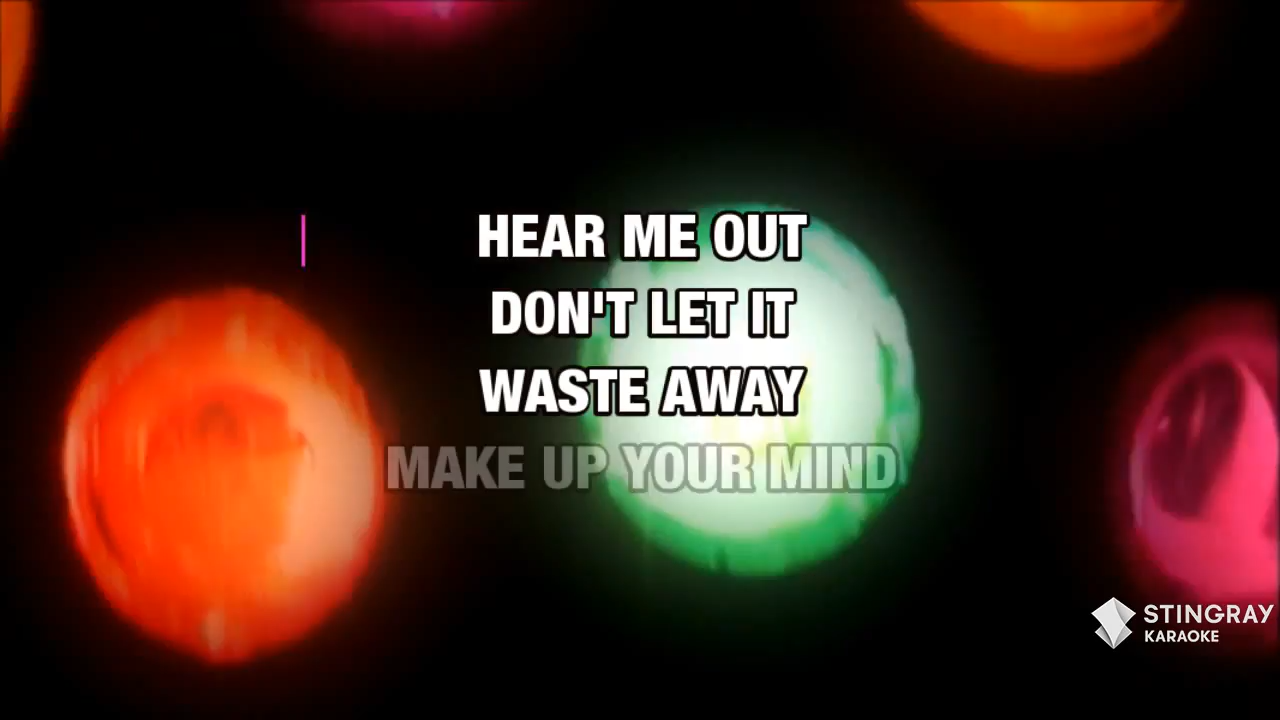 HEAR ME OUT
DON'T LET IT
WASTE AWAY
MAKE UP YOUR MIND
STINGRAY
KARAOKE